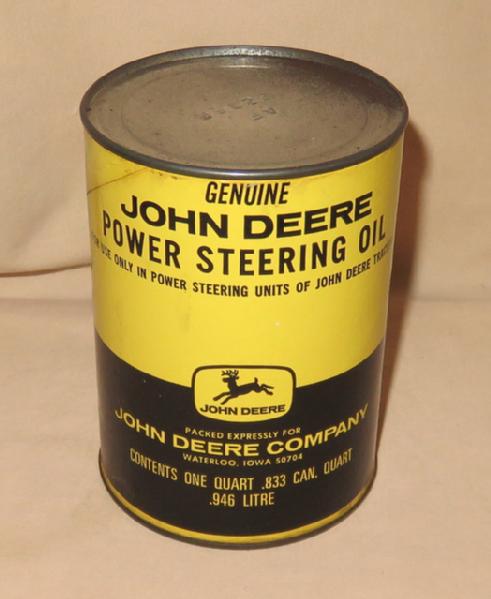 GENUINE
JOHN DEERE
POWER STEERING OIL
USE ONLY IN POWER STEERING UNITS OF JOHN DEERE
JOHN DEERE
PACKED EXPRESSLY FOR
JOHN DEERE COMPANY
WATERLOO, IOWA 50704
CONTENTS ONE QUART .833 CAN. QUART
.946 LITRE